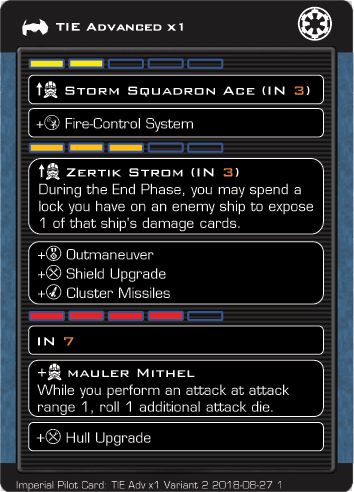 TIE Advanced x1
Storm Squadron Ace (IN 3)
+ Fire-Control System
Zertik Strom (IN 3)
During the End Phase, you may spend a
lock you have on an enemy ship to expose
1 of that ship's damage cards.
+ Outmaneuver
+ Shield Upgrade
+ Cluster Missiles
IN 7
+ mauler Mithel
While you perform an attack at attack
range 1, roll 1 additional attack die.
+ Hull Upgrade
Imperial Pilot Card: TIE Adv x1 Variant 2 2018-08-27 1